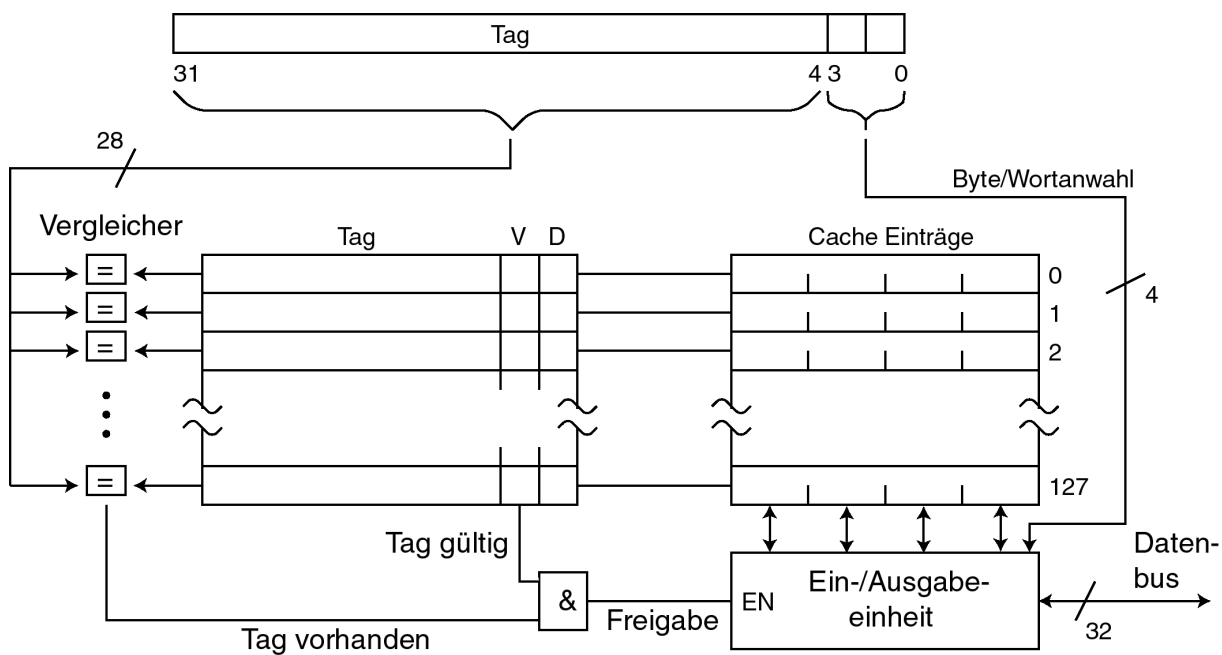 Tag
31
4 3
0
28
Byte/Wortanwahl
Vergleicher
Tag
V
D
Cache Einträge
=
0
4
=
1
=
2
=
127
Tag gültig
Daten-
bus
&
EN
Ein-/Ausgabe-
einheit
Freigabe
32
Tag vorhanden